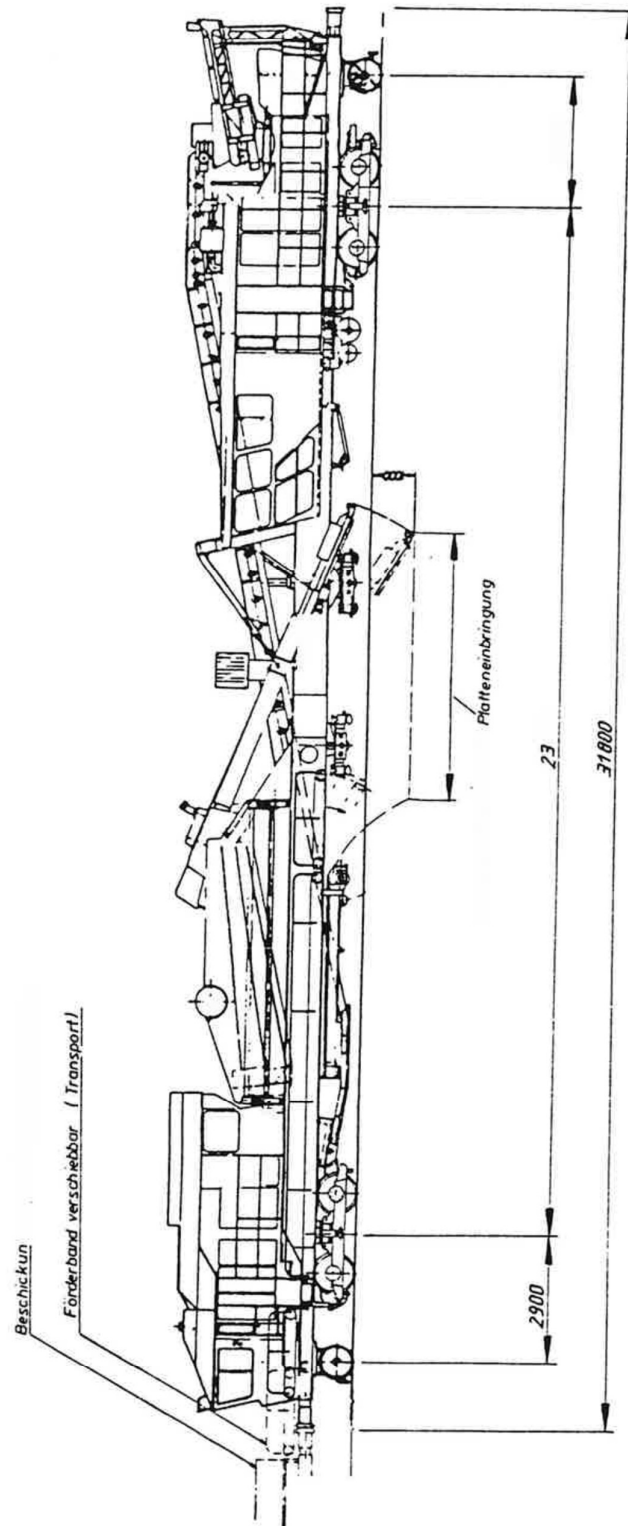 Beschickun
Förderband verschiebbar (Transport)
Platteneinbringung
2900
23
31800